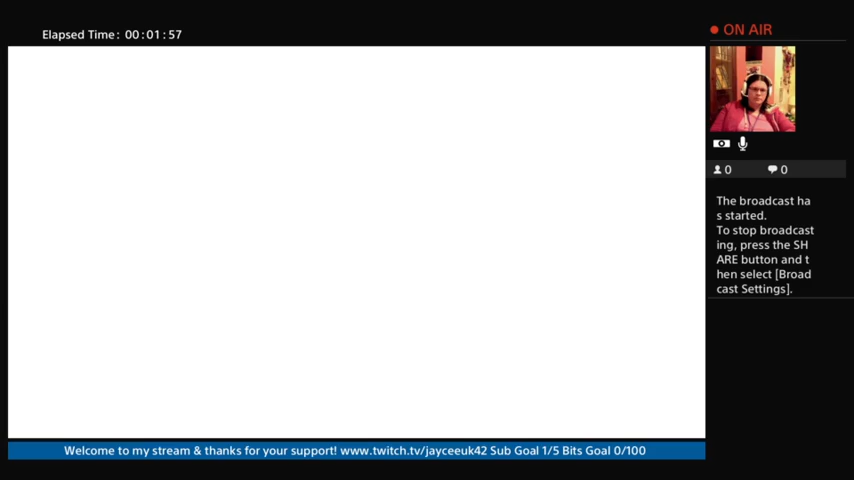 Elapsed Time: 00:01:57
ON AIR
0 0
The broadcast ha
s started.
To stop broadcast
ing, press the SH
ARE button and t
hen select [Broad
cast Settings].
Welcome to my stream & thanks for your support! www.twitch.tv/jayceeuk42 Sub Goal 1/5 Bits Goal 0/100